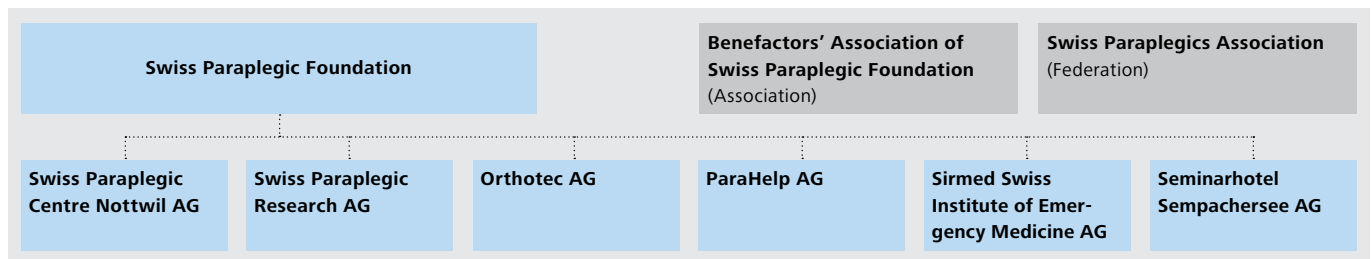 Swiss Paraplegic Foundation
Benefactors' Association of
Swiss Paraplegic Foundation
(Association)
Swiss Paraplegics Association
(Federation)
Swiss Paraplegic
Centre Nottwil AG
Swiss Paraplegic
Research AG
Orthotec AG
ParaHelp AG
Sirmed Swiss
Institute of Emer-
gency Medicine AG
Seminarhotel
Sempachersee AG